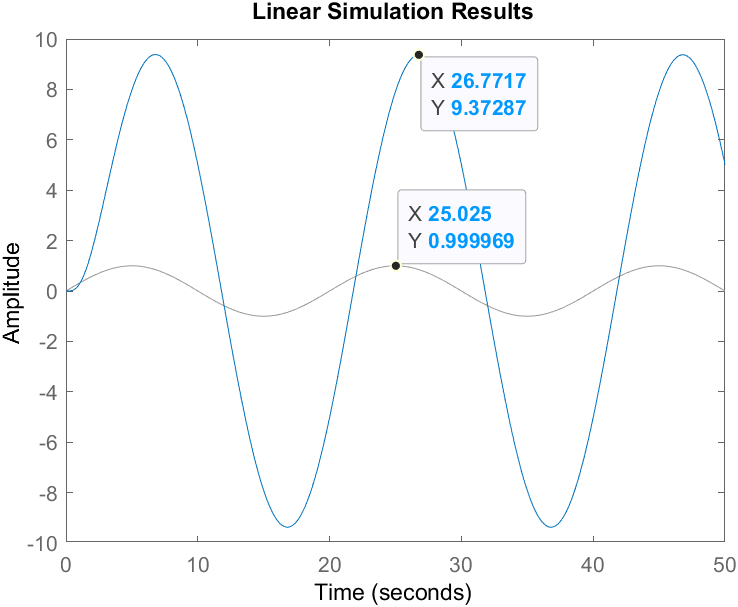 Linear Simulation Results
10
8
6
4
2
0
-2
-4
-6
-8
-10
Amplitude
X 26.7717
Y 9.37287
X 25.025
Y 0.999969
0 10 20 30 40 50
Time (seconds)